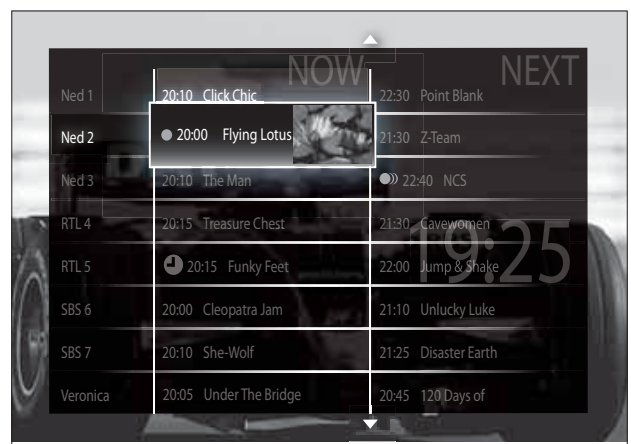 NOW NEXT
Ned 1 20:10 Click Chic 22:30 Point Blank
Ned 2 20:00 Flying Lotus 21:30 Z-Team
Ned 3 20:10 The Man 22:40 NCS
RTL 4 20:15 Treasure Chest 21:30 Cavewomen
19:25
RTL 5 20:15 Funky Feet 22:00 Jump & Shake
SBS 6 20:00 Cleopatra Jam 21:10 Unlucky Luke
SBS 7 20:10 She-Wolf 21:25 Disaster Earth
Veronica 20:05 Under The Bridge 20:45 120 Days of